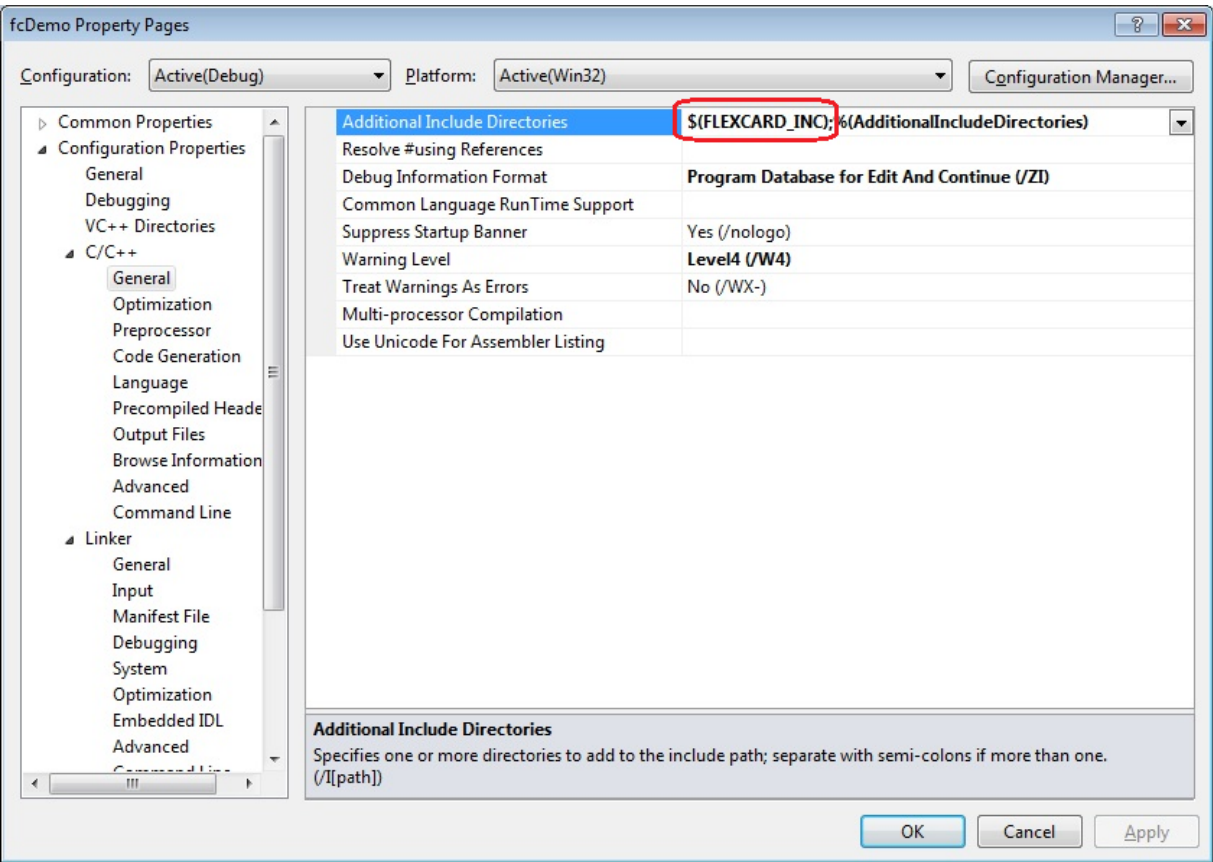 fcDemo Property Pages
Configuration: Active(Debug) Platform: Active(Win32) Configuration Manager...
Common Properties
Configuration Properties
General
Debugging
VC++ Directories
C/C++
General
Optimization
Preprocessor
Code Generation
Language
Precompiled Heade
Output Files
Browse Information
Advanced
Command Line
Linker
General
Input
Manifest File
Debugging
System
Optimization
Embedded IDL
Advanced
Command Line
Additional Include Directories $(FLEXCARD_INC);%(AdditionalIncludeDirectories)
Resolve #using References
Debug Information Format Program Database for Edit And Continue (/ZI)
Common Language RunTime Support
Suppress Startup Banner Yes (/nologo)
Warning Level Level4 (/W4)
Treat Warnings As Errors No (/WX-)
Multi-processor Compilation
Use Unicode For Assembler Listing
Additional Include Directories
Specifies one or more directories to add to the include path; separate with semi-colons if more than one.
(/I[path])
OK Cancel Apply